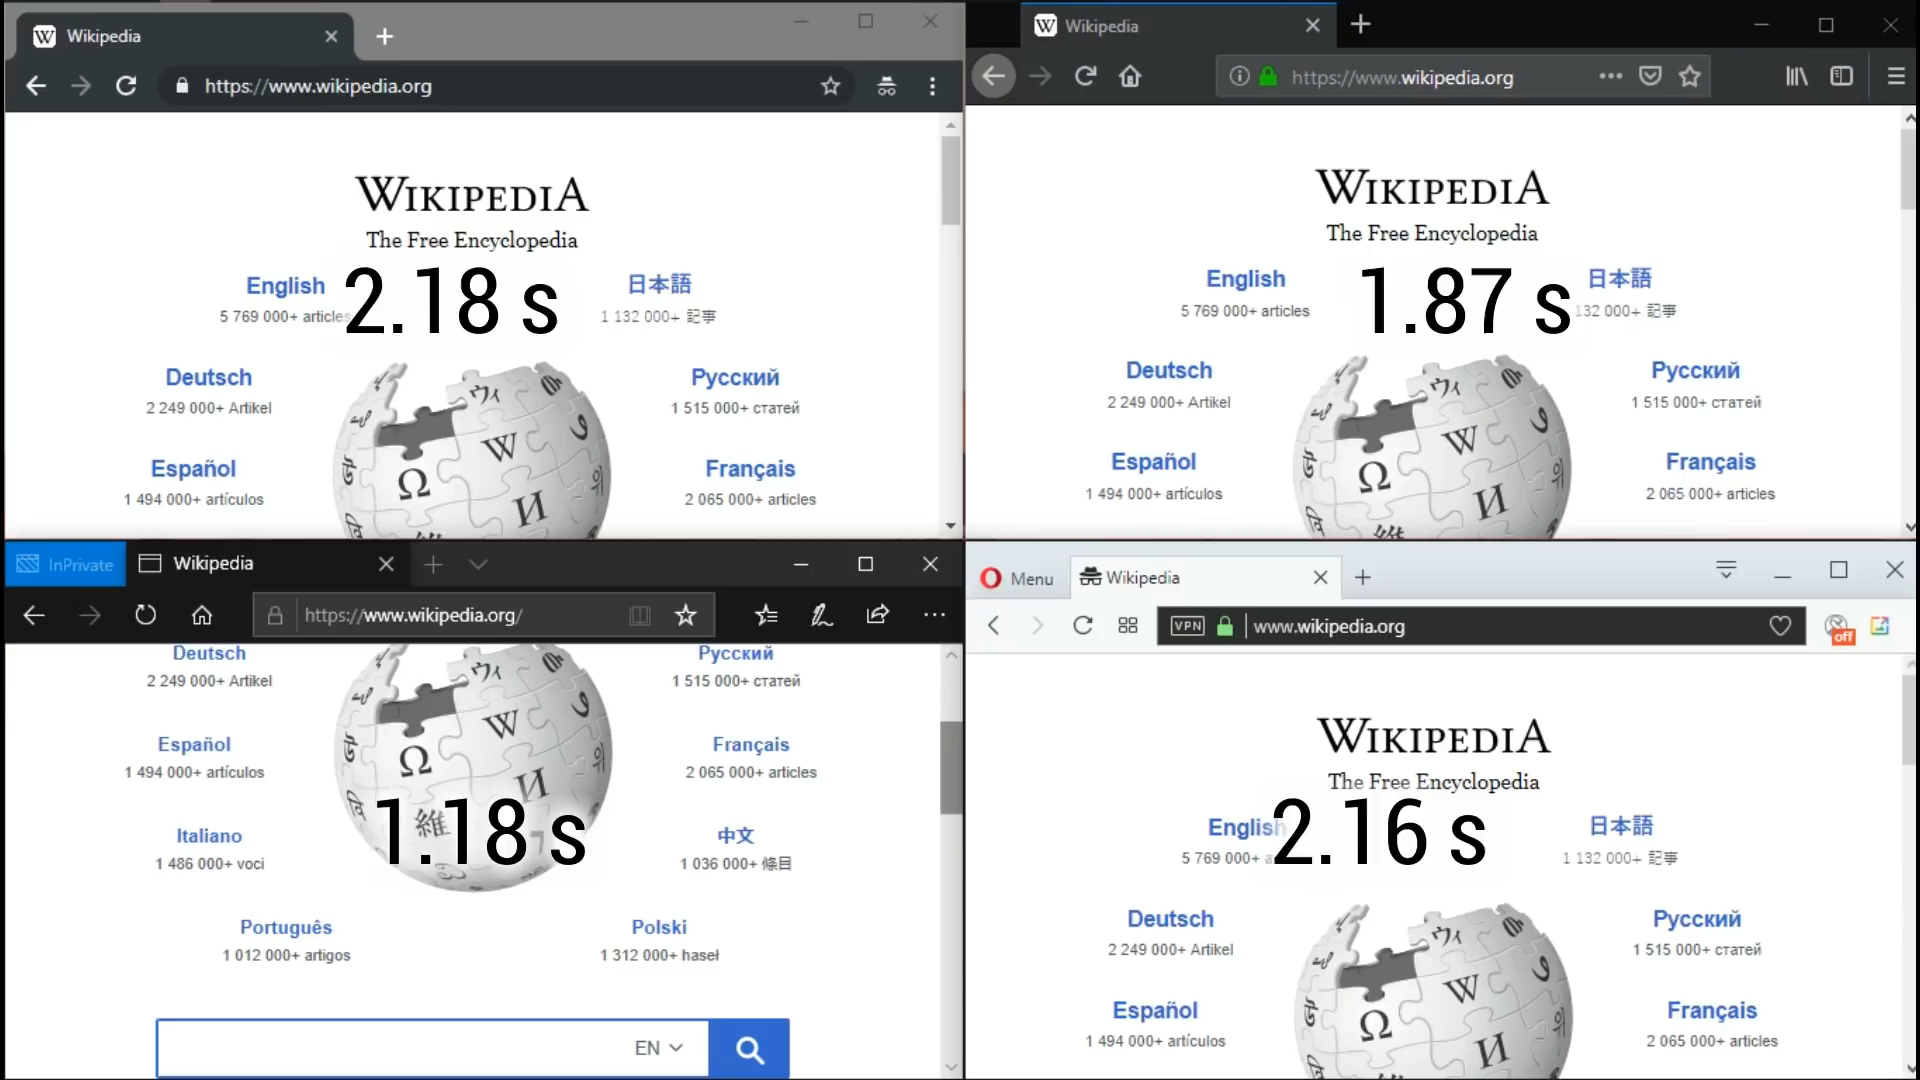 Wikipedia
https://www.wikipedia.org
WIKIPEDIA
The Free Encyclopedia
English
5 769 000+ articles
2.18 s
日本語
1 132 000+ 記事
Deutsch
2 249 000+ Artikel
Русский
1 515 000+ статей
Español
1 494 000+ artículos
Français
2 065 000+ articles
Ω W И
Wikipedia
https://www.wikipedia.org
WIKIPEDIA
The Free Encyclopedia
English
5 769 000+ articles
1.87 s
日本語
132 000+ 記事
Deutsch
2 249 000+ Artikel
Русский
1 515 000+ статей
Español
1 494 000+ artículos
Français
2 065 000+ articles
Ω W И
InPrivate
Wikipedia
https://www.wikipedia.org/
Deutsch
2 249 000+ Artikel
Русский
1 515 000+ статей
Español
1 494 000+ artículos
Français
2 065 000+ articles
Ω W И
維
1.18 s
Italiano
1 486 000+ voci
中文
1 036 000+ 條目
Português
1 012 000+ artigos
Polski
1 312 000+ haseł
EN
Menu
Wikipedia
VPN
www.wikipedia.org
off
WIKIPEDIA
The Free Encyclopedia
English
5 769 000+
2.16 s
日本語
1 132 000+ 記事
Deutsch
2 249 000+ Artikel
Русский
1 515 000+ статей
Español
1 494 000+ artículos
Français
2 065 000+ articles
Ω W И